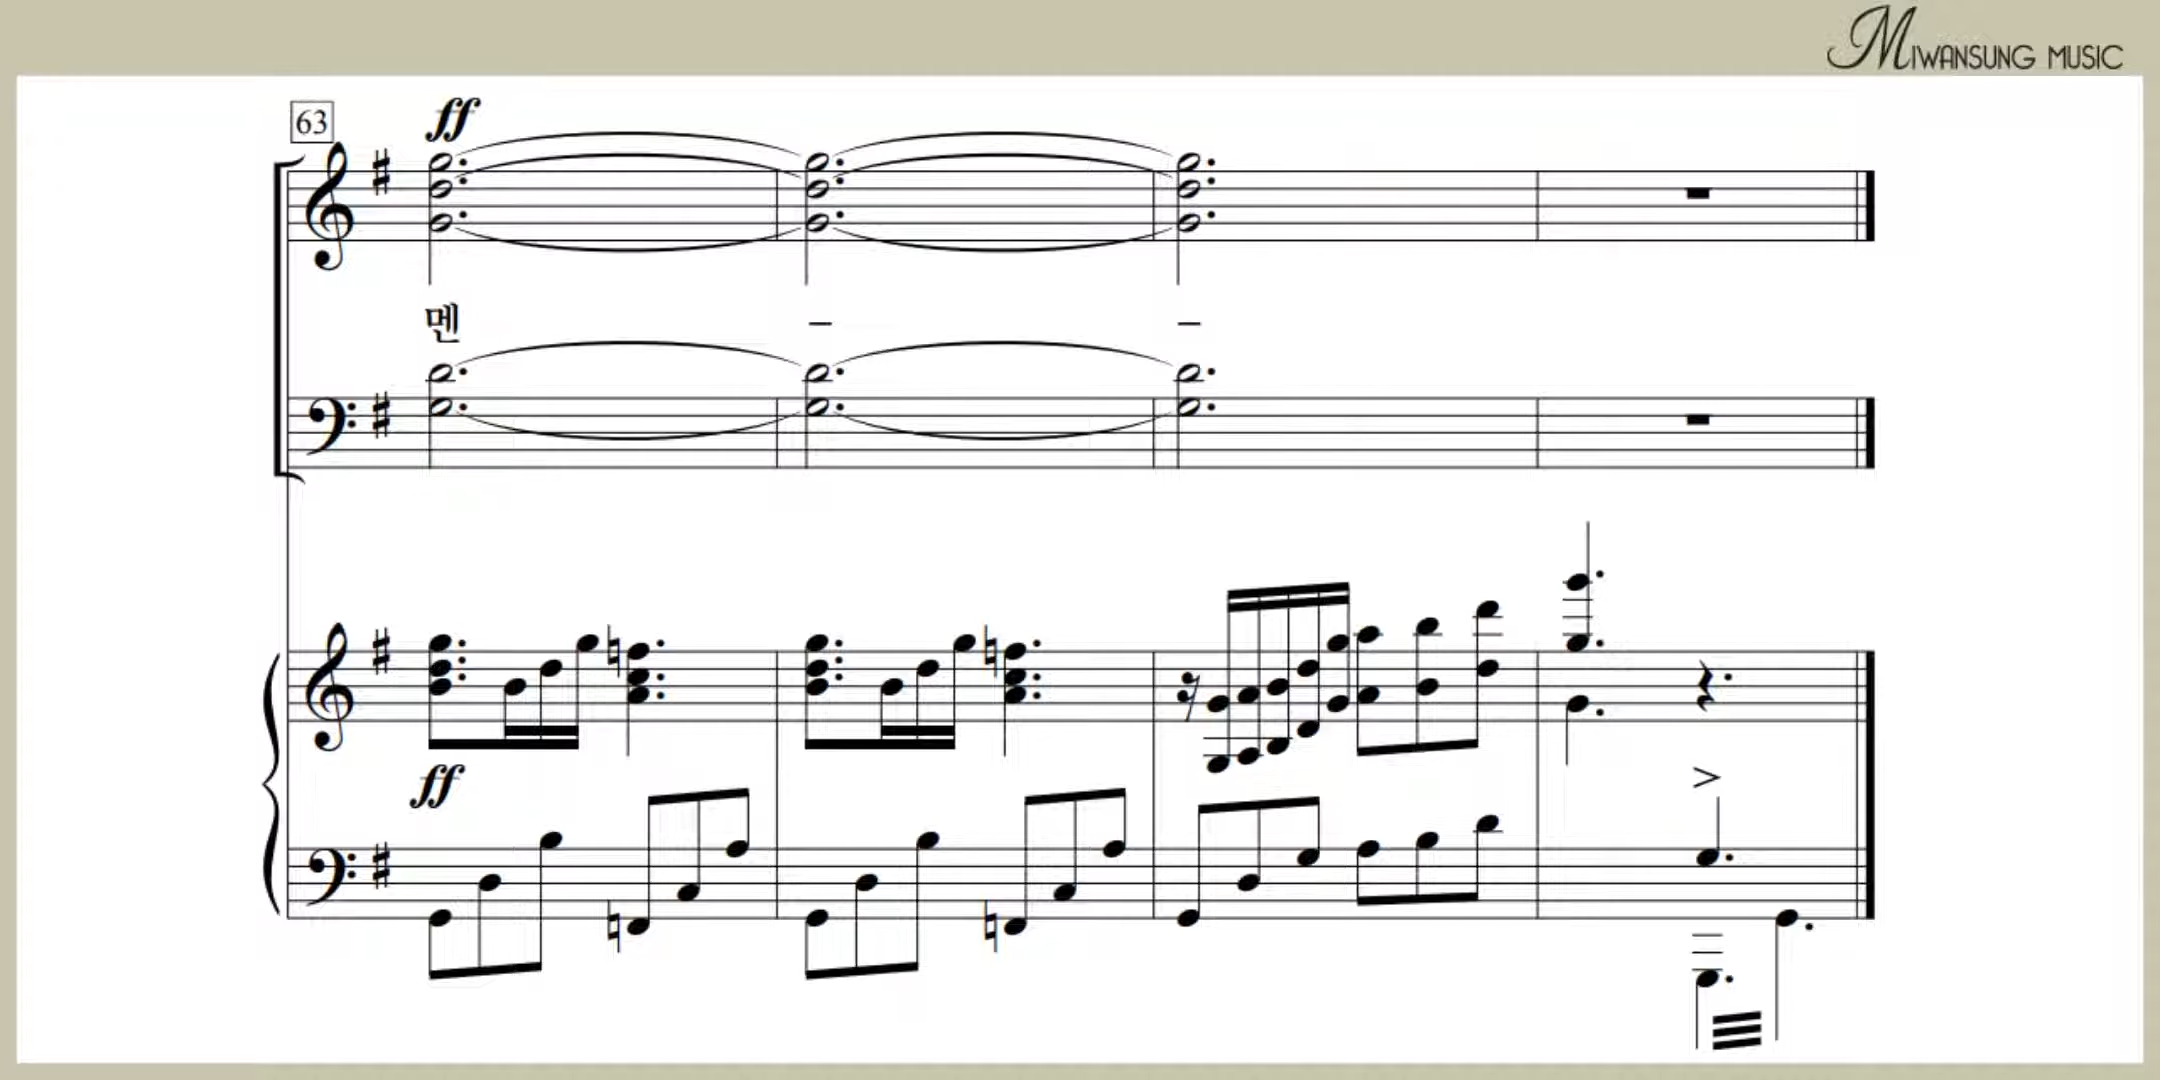 MIWANSUNG MUSIC
63
ff
멘 – –
ff